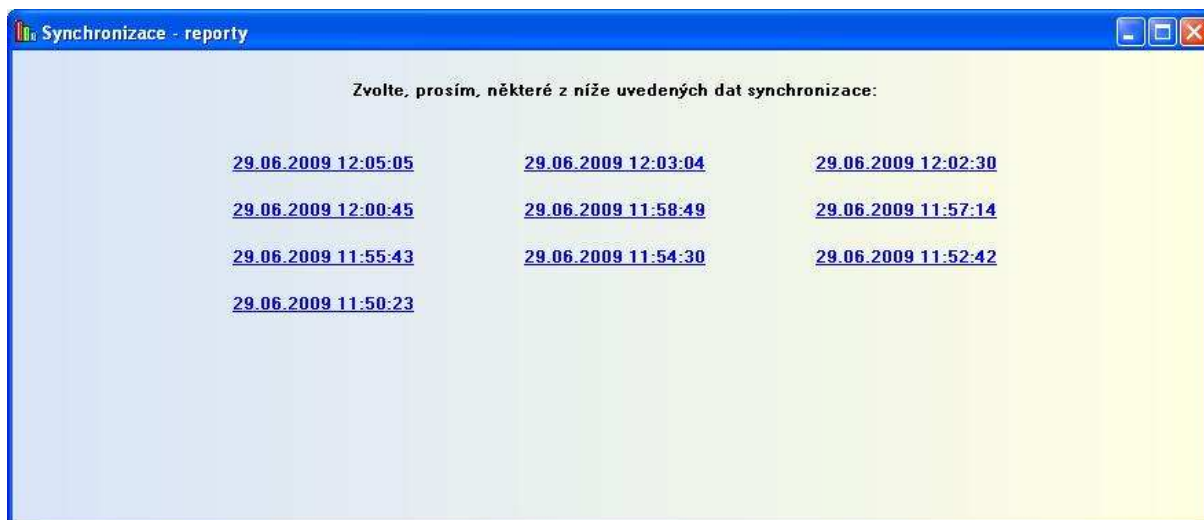 Synchronizace - reporty
Zvolte, prosím, některé z níže uvedených dat synchronizace:
29.06.2009 12:05:05 29.06.2009 12:03:04 29.06.2009 12:02:30
29.06.2009 12:00:45 29.06.2009 11:58:49 29.06.2009 11:57:14
29.06.2009 11:55:43 29.06.2009 11:54:30 29.06.2009 11:52:42
29.06.2009 11:50:23